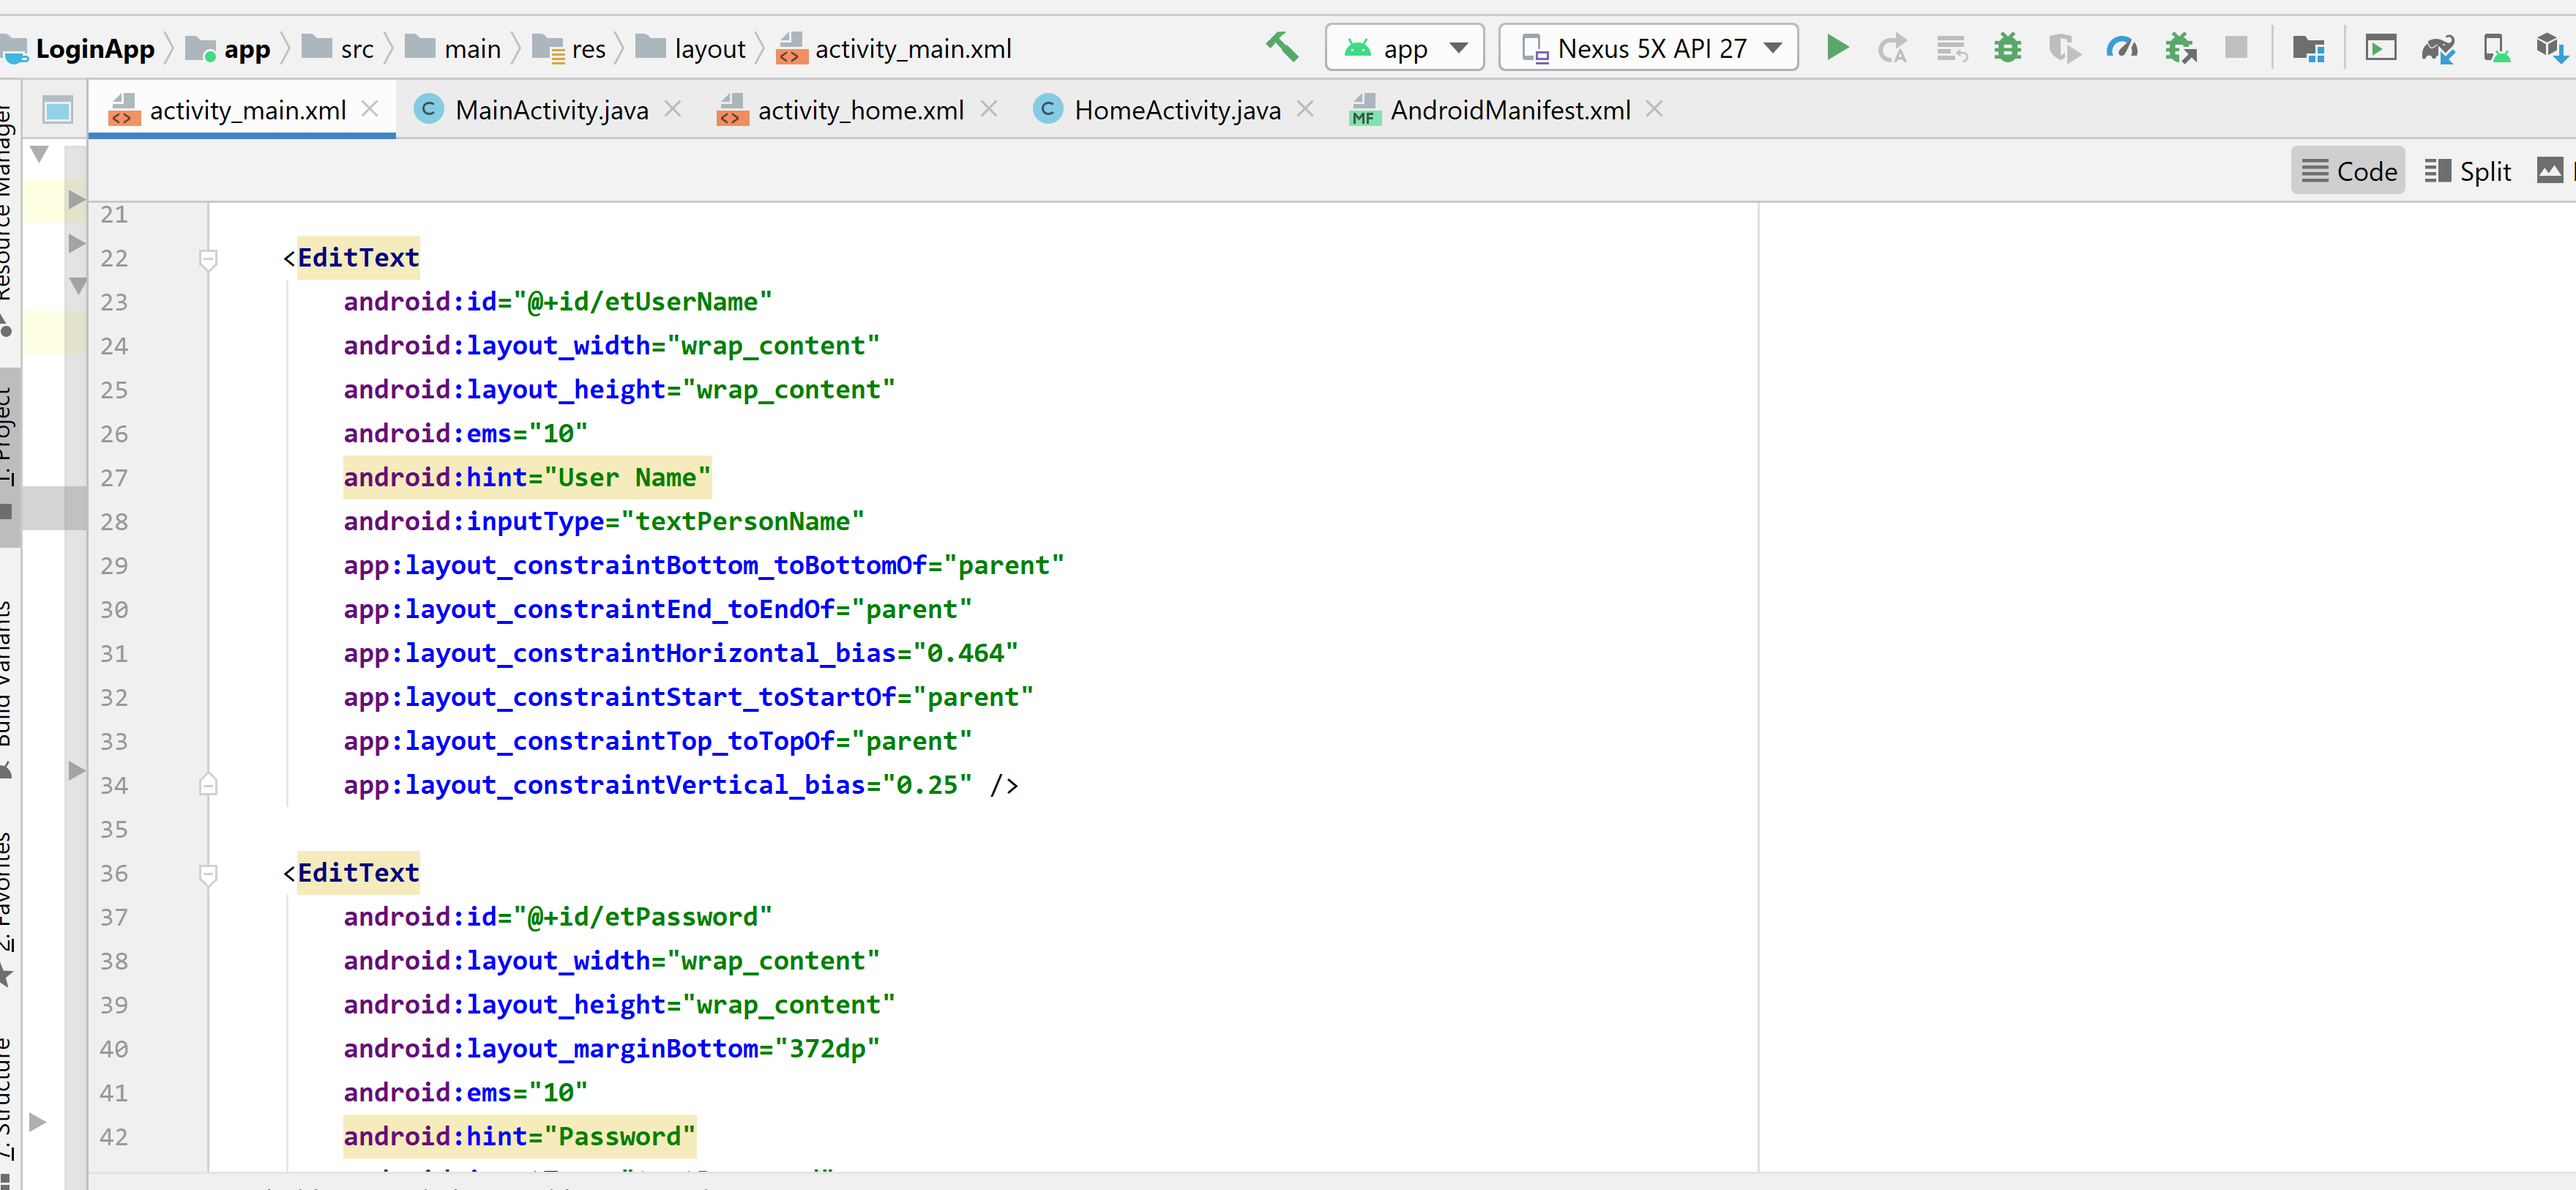 LoginApp app src main res layout activity_main.xml app Nexus 5X API 27
activity_main.xml MainActivity.java activity_home.xml HomeActivity.java AndroidManifest.xml
Code Split
Resource Manager
1: Project
Build Variants
2: Favorites
7: Structure
21
22 <EditText
23 android:id="@+id/etUserName"
24 android:layout_width="wrap_content"
25 android:layout_height="wrap_content"
26 android:ems="10"
27 android:hint="User Name"
28 android:inputType="textPersonName"
29 app:layout_constraintBottom_toBottomOf="parent"
30 app:layout_constraintEnd_toEndOf="parent"
31 app:layout_constraintHorizontal_bias="0.464"
32 app:layout_constraintStart_toStartOf="parent"
33 app:layout_constraintTop_toTopOf="parent"
34 app:layout_constraintVertical_bias="0.25" />
35
36 <EditText
37 android:id="@+id/etPassword"
38 android:layout_width="wrap_content"
39 android:layout_height="wrap_content"
40 android:layout_marginBottom="372dp"
41 android:ems="10"
42 android:hint="Password"